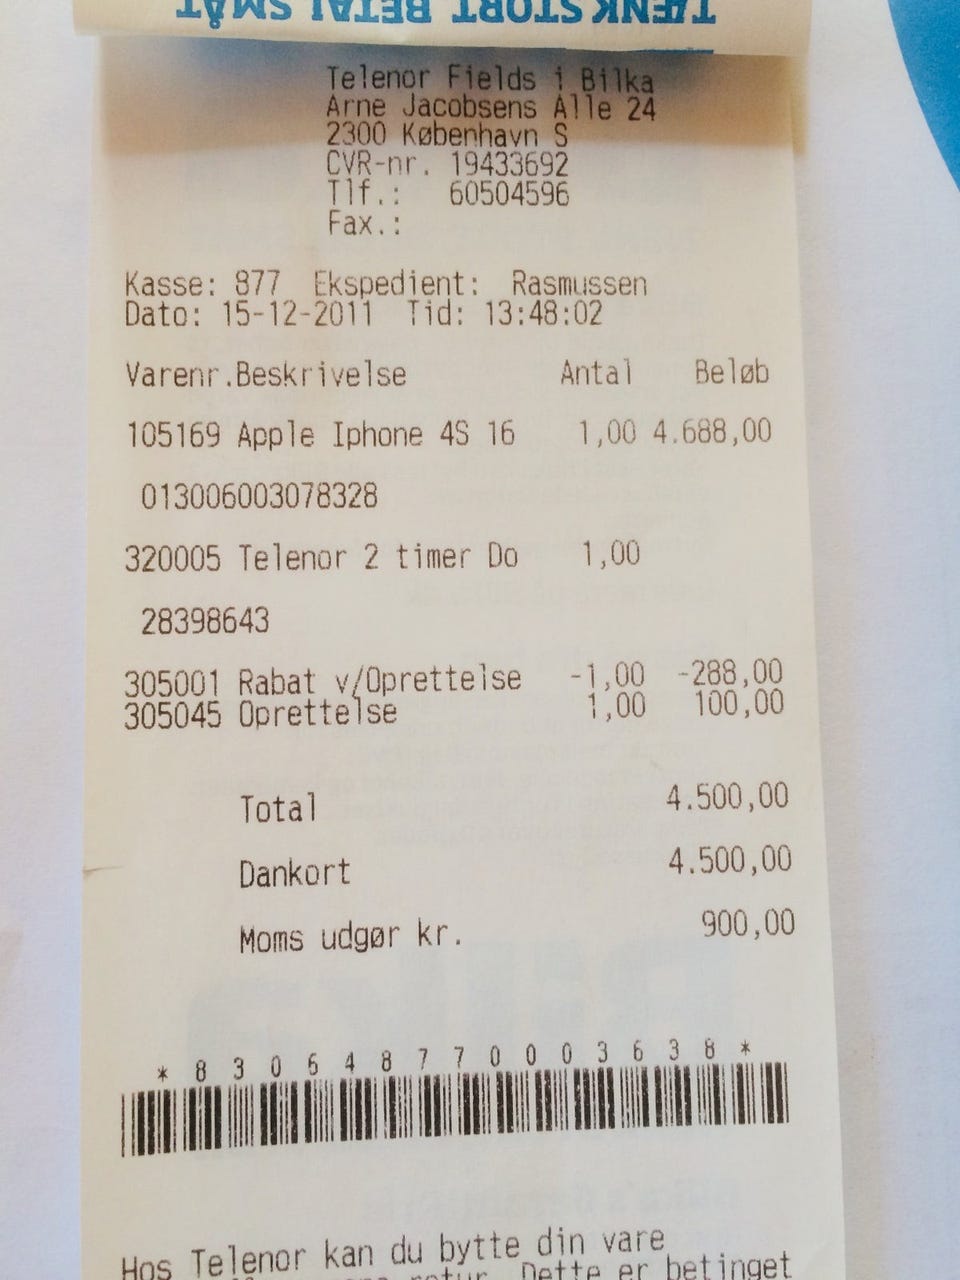 TÆNK STORT BETAL SMÅT
Telenor Fields i Bilka
Arne Jacobsens Alle 24
2300 København S
CVR-nr. 19433692
Tlf.: 60504596
Fax.:
Kasse: 877 Ekspedient: Rasmussen
Dato: 15-12-2011 Tid: 13:48:02
Varenr.Beskrivelse Antal Beløb
105169 Apple Iphone 4S 16 1,00 4.688,00
013006003078328
320005 Telenor 2 timer Do 1,00
28398643
305001 Rabat v/Oprettelse -1,00 -288,00
305045 Oprettelse 1,00 100,00
Total 4.500,00
Dankort 4.500,00
Moms udgør kr. 900,00
*830648770003638*
Hos Telenor kan du bytte din vare
retur. Dette er betinget